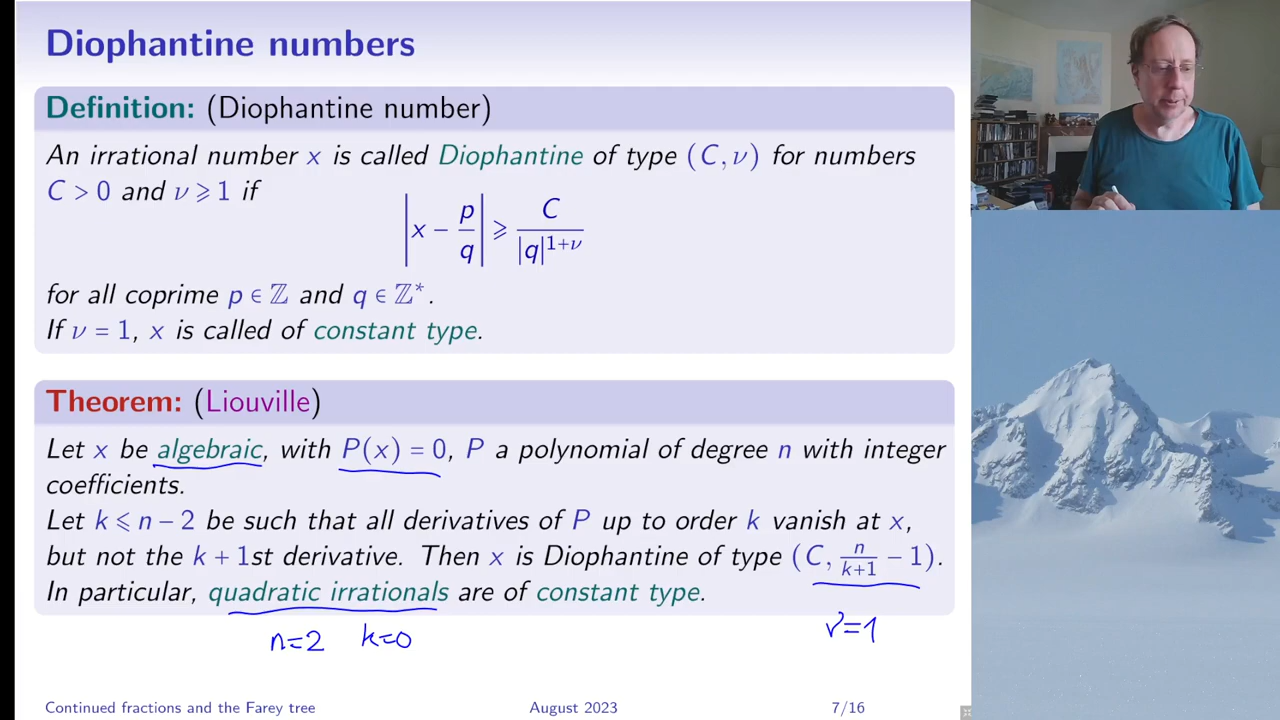 Diophantine numbers
Definition: (Diophantine number)
An irrational number x is called Diophantine of type (C, ν) for numbers
C > 0 and ν ⩾ 1 if
|x − p/q| ⩾ C/|q|^{1+ν}
for all coprime p ∈ ℤ and q ∈ ℤ*.
If ν = 1, x is called of constant type.
Theorem: (Liouville)
Let x be algebraic, with P(x) = 0, P a polynomial of degree n with integer
coefficients.
Let k ⩽ n − 2 be such that all derivatives of P up to order k vanish at x,
but not the k + 1st derivative. Then x is Diophantine of type (C, n/(k+1) − 1).
In particular, quadratic irrationals are of constant type.
n=2 k=0 ν=1
Continued fractions and the Farey tree August 2023 7/16